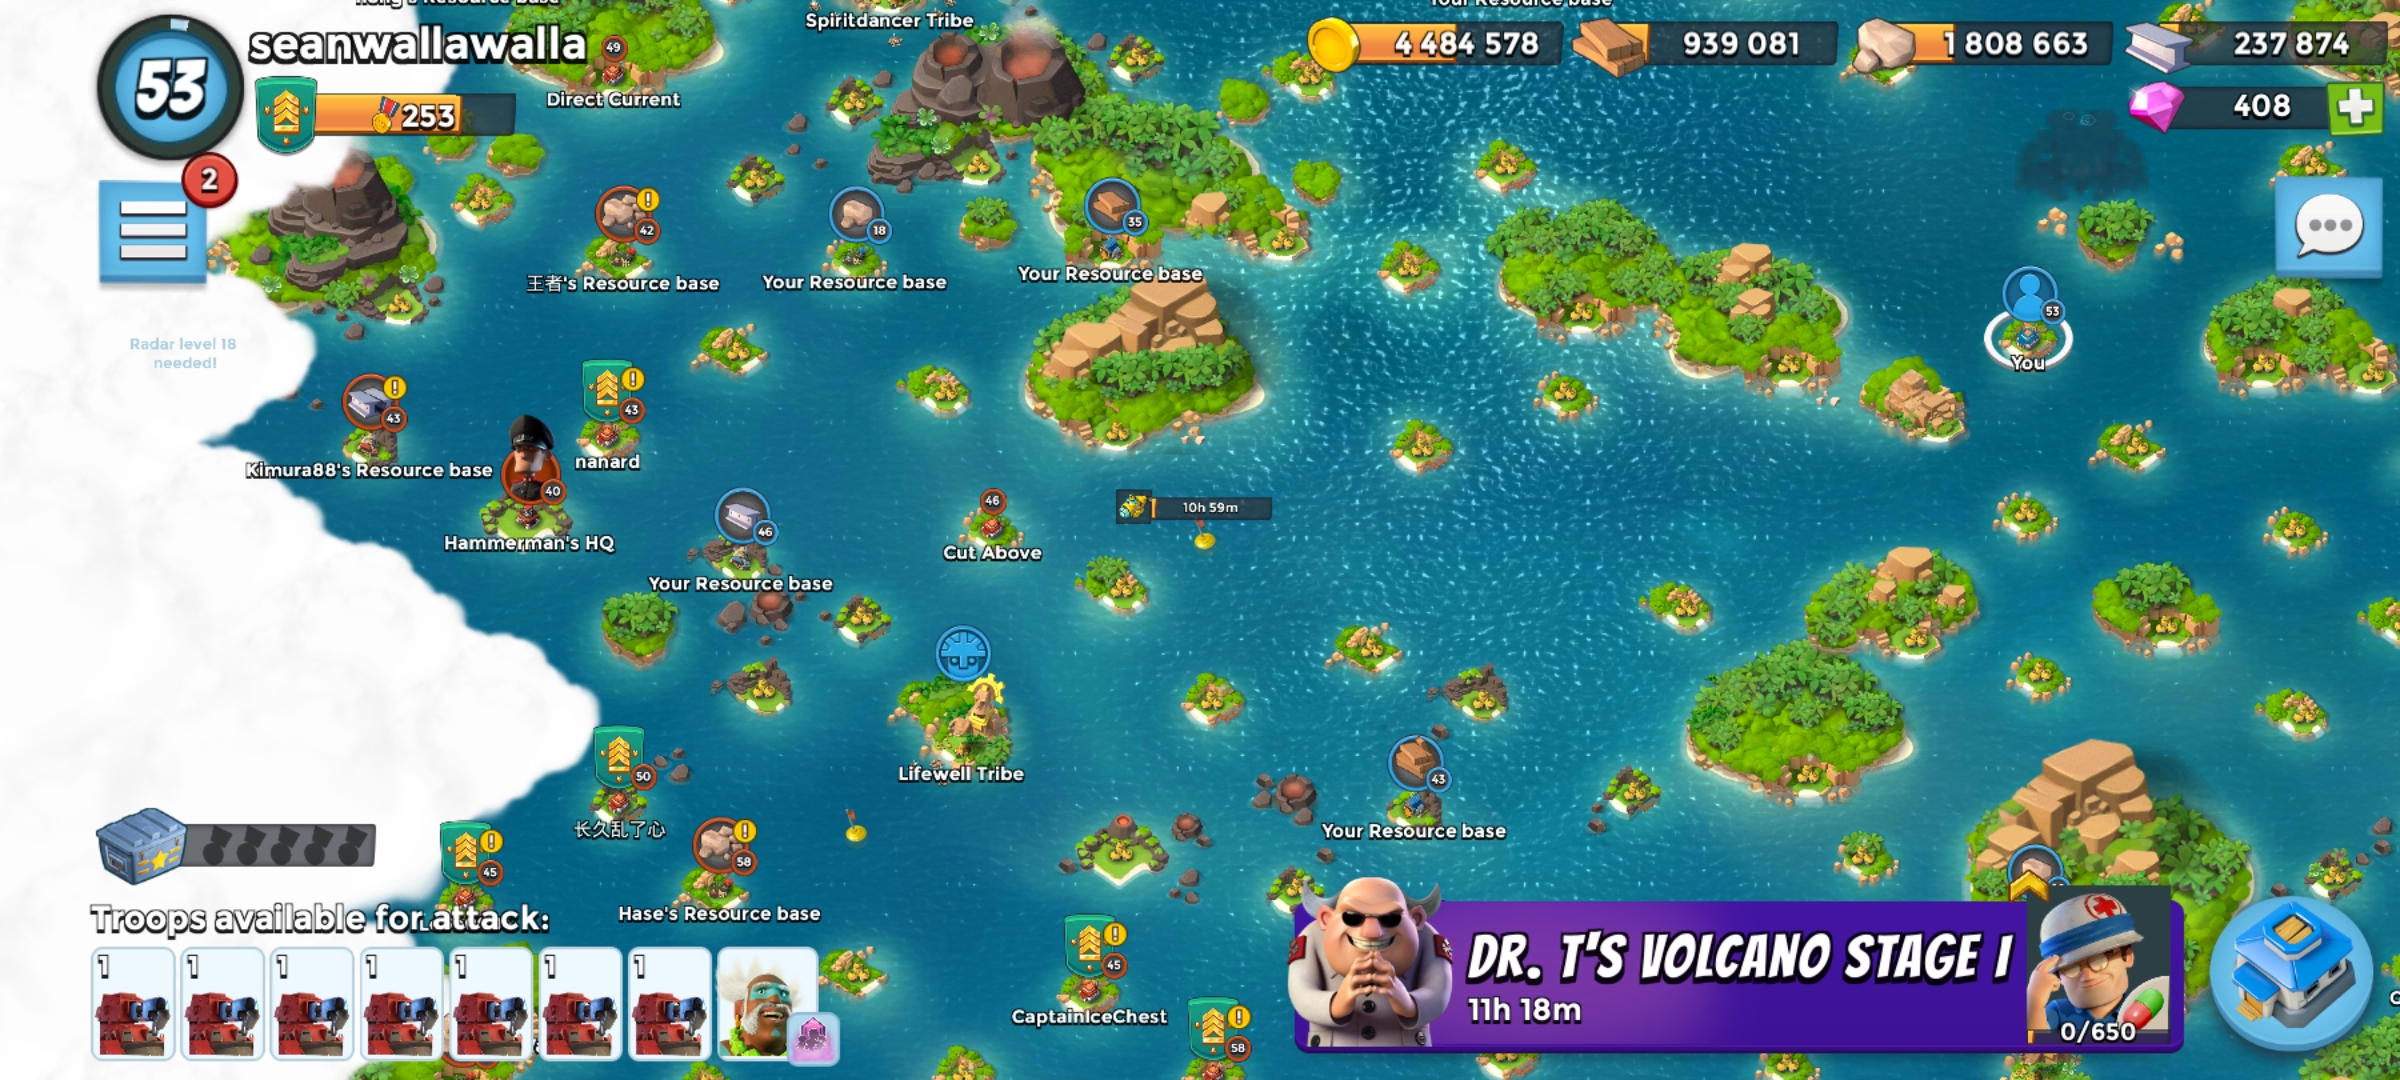 Spiritdancer Tribe
53
seanwallawalla
253
49
Direct Current
4 484 578
939 081
1 808 663
237 874
408
2
42
王者's Resource base
18
Your Resource base
35
Your Resource base
53
You
Radar level 18
needed!
43
Kimura88's Resource base
43
nanard
40
Hammerman's HQ
46
Your Resource base
46
Cut Above
10h 59m
Lifewell Tribe
50
长久乱了心
43
Your Resource base
45
58
Hase's Resource base
Troops available for attack:
1
1
1
1
1
1
1
45
CaptainIceChest
58
DR. T'S VOLCANO STAGE I
11h 18m
0/650